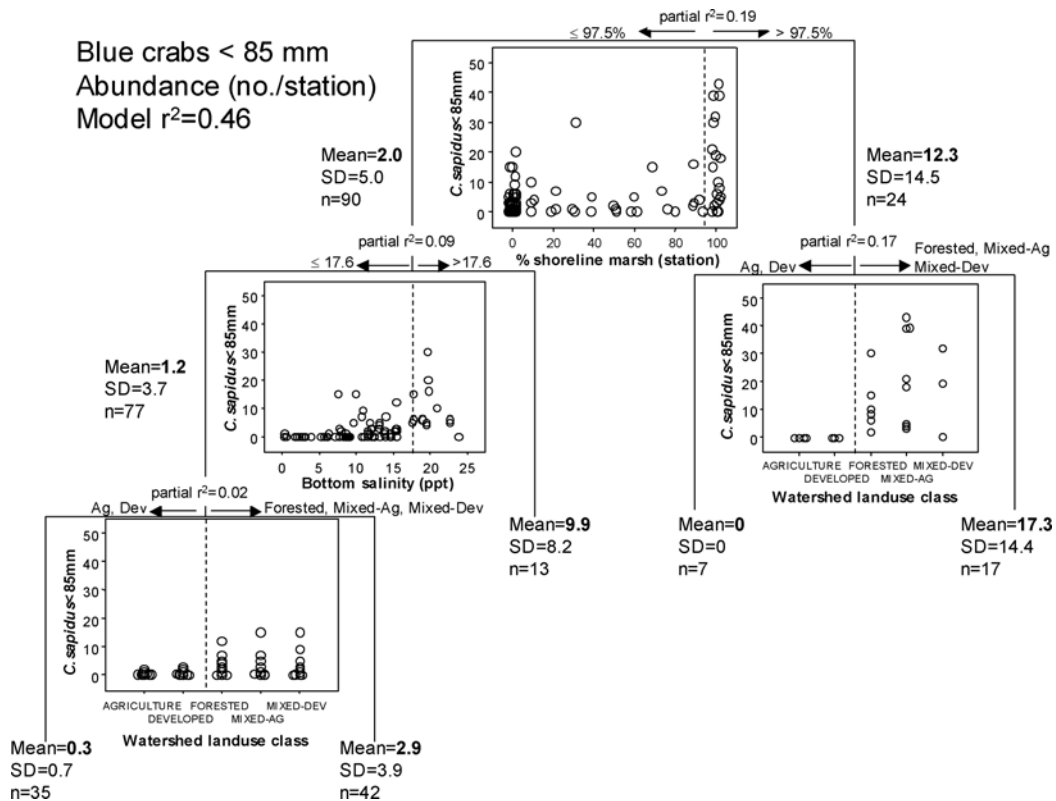 Blue crabs < 85 mm
Abundance (no./station)
Model r²=0.46
partial r²=0.19
≤ 97.5%
> 97.5%
C. sapidus<85mm
50
40
30
20
10
0
0 20 40 60 80 100
% shoreline marsh (station)
Mean=2.0
SD=5.0
n=90
Mean=12.3
SD=14.5
n=24
partial r²=0.09
≤ 17.6
>17.6
C. sapidus<85mm
50
40
30
20
10
0
0 5 10 15 20 25
Bottom salinity (ppt)
Mean=1.2
SD=3.7
n=77
Mean=9.9
SD=8.2
n=13
partial r²=0.17
Ag, Dev
Forested, Mixed-Ag
Mixed-Dev
C. sapidus<85mm
50
40
30
20
10
0
AGRICULTURE FORESTED MIXED-DEV
DEVELOPED MIXED-AG
Watershed landuse class
Mean=0
SD=0
n=7
Mean=17.3
SD=14.4
n=17
partial r²=0.02
Ag, Dev
Forested, Mixed-Ag, Mixed-Dev
C. sapidus<85mm
50
40
30
20
10
0
AGRICULTURE FORESTED MIXED-DEV
DEVELOPED MIXED-AG
Watershed landuse class
Mean=0.3
SD=0.7
n=35
Mean=2.9
SD=3.9
n=42